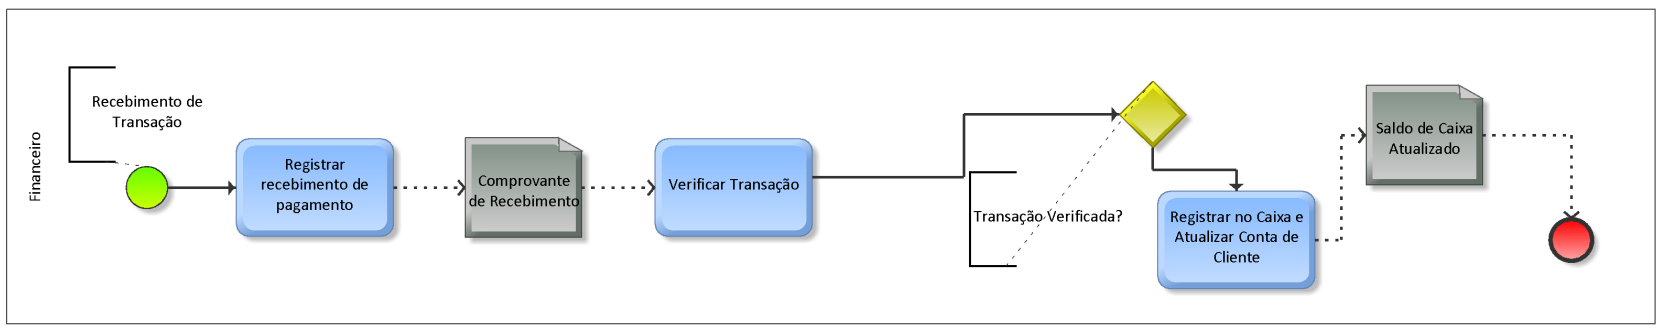 Financeiro
Recebimento de
Transação
Registrar
recebimento de
pagamento
Comprovante
de Recebimento
Verificar Transação
Transação Verificada?
Registrar no Caixa e
Atualizar Conta de
Cliente
Saldo de Caixa
Atualizado